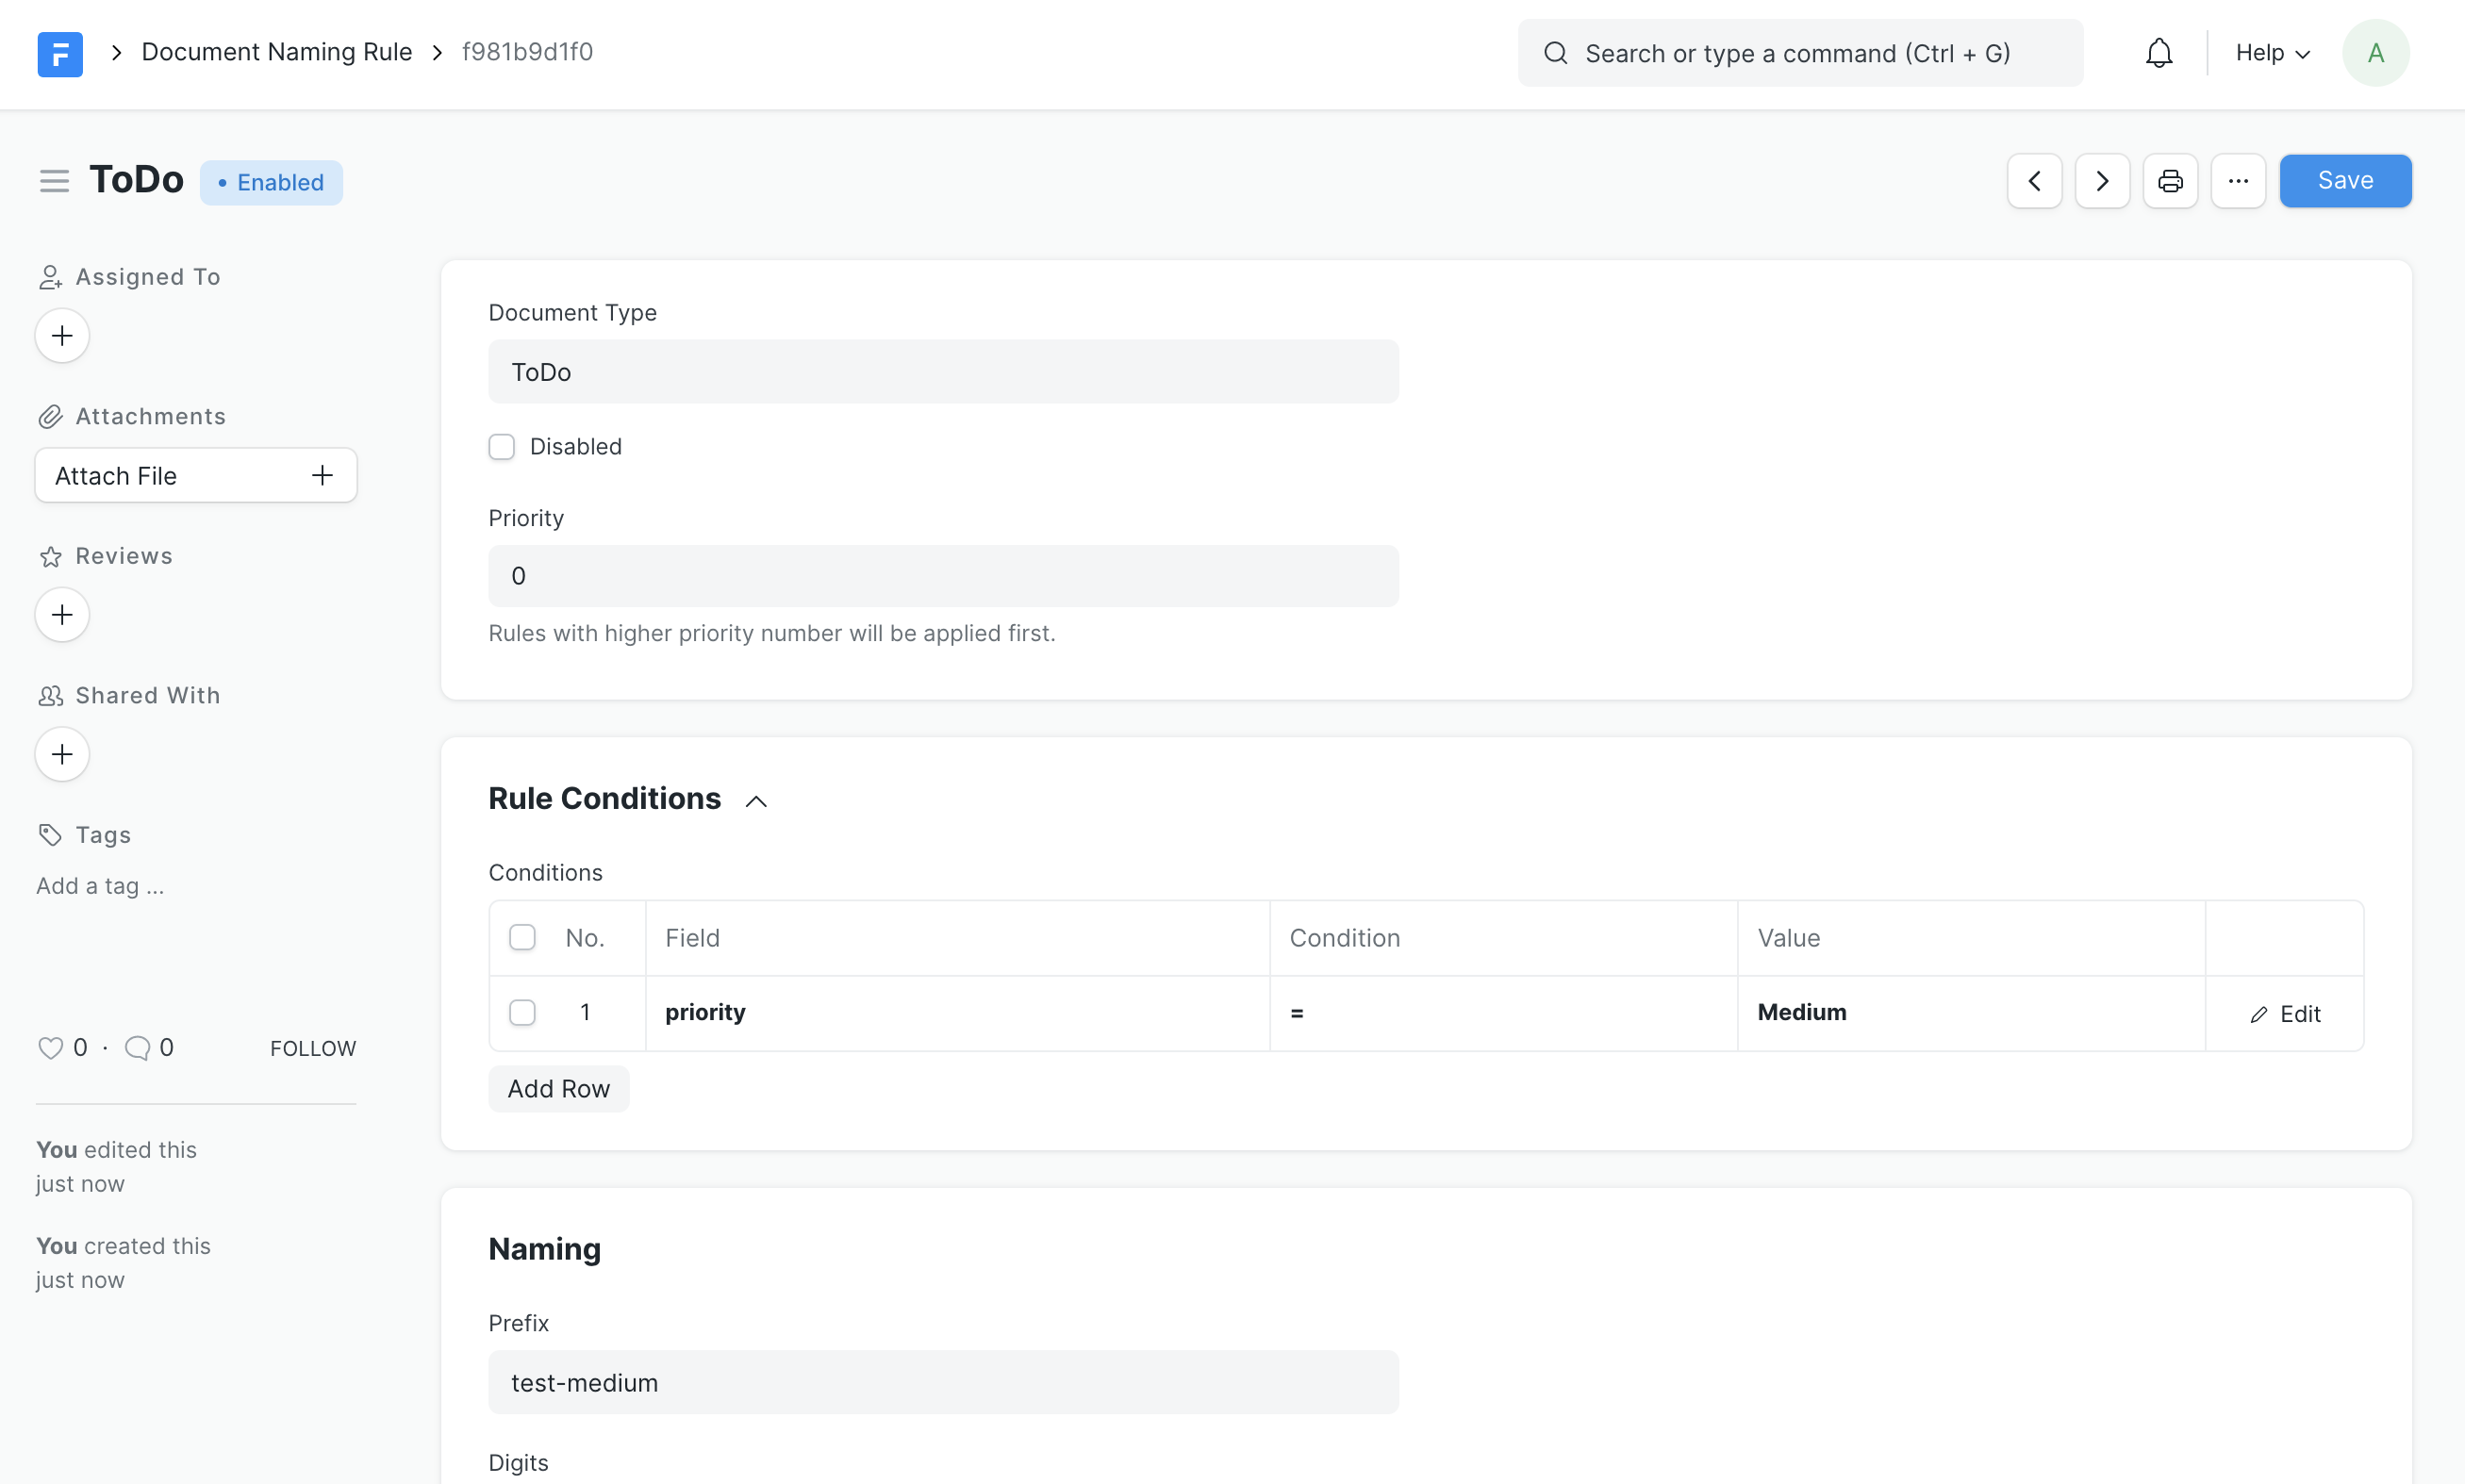 F Document Naming Rule f981b9d1f0 Search or type a command (Ctrl + G) Help A
ToDo • Enabled ... Save
Assigned To
Attachments
Attach File
Reviews
Shared With
Tags
Add a tag ...
0 · 0 FOLLOW
You edited this
just now
You created this
just now
Document Type
ToDo
Disabled
Priority
0
Rules with higher priority number will be applied first.
Rule Conditions
Conditions
No. Field Condition Value
1 priority = Medium Edit
Add Row
Naming
Prefix
test-medium
Digits